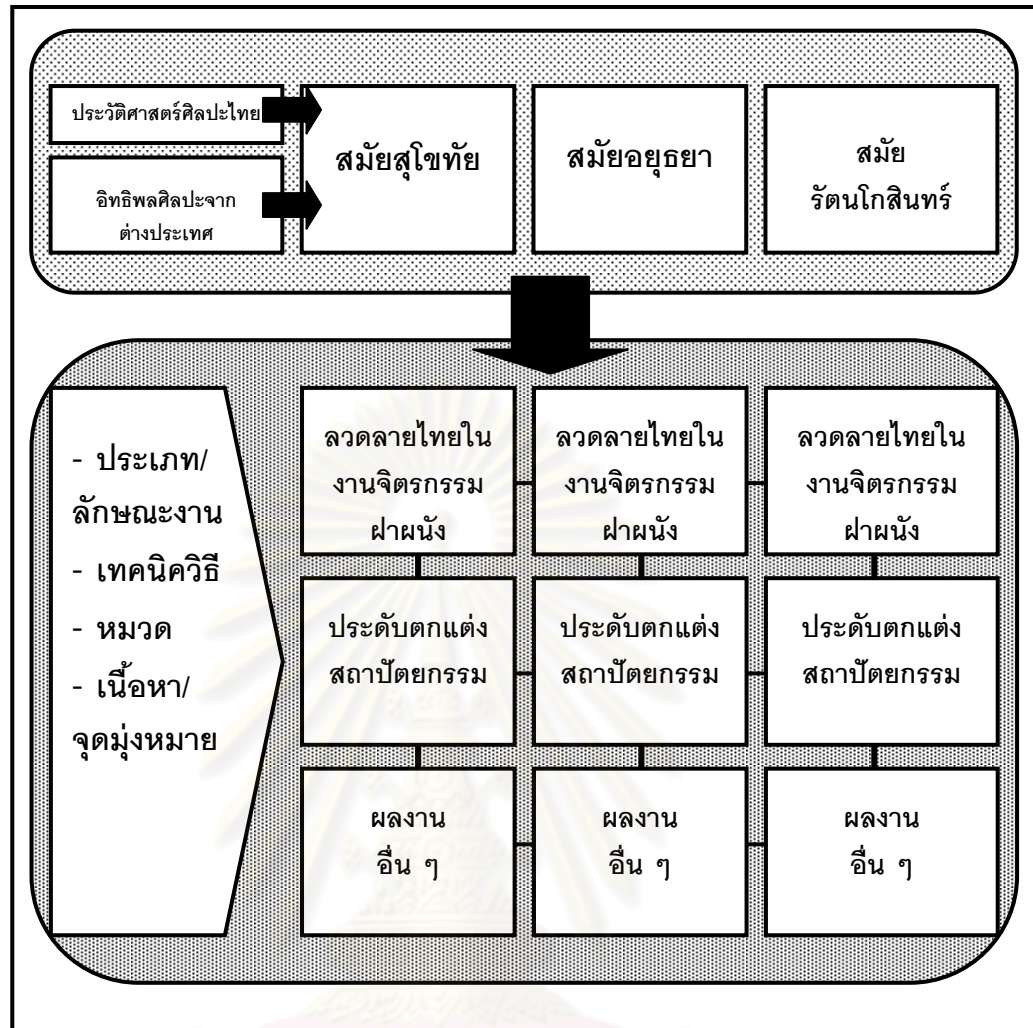 ประวัติศาสตร์ศิลปะไทย
อิทธิพลศิลปะจาก
ต่างประเทศ
สมัยสุโขทัย
สมัยอยุธยา
สมัย
รัตนโกสินทร์
- ประเภท/
ลักษณะงาน
- เทคนิควิธี
- หมวด
- เนื้อหา/
จุดมุ่งหมาย
ลวดลายไทยใน
งานจิตรกรรม
ฝาผนัง
ลวดลายไทยใน
งานจิตรกรรม
ฝาผนัง
ลวดลายไทยใน
งานจิตรกรรม
ฝาผนัง
ประดับตกแต่ง
สถาปัตยกรรม
ประดับตกแต่ง
สถาปัตยกรรม
ประดับตกแต่ง
สถาปัตยกรรม
ผลงาน
อื่น ๆ
ผลงาน
อื่น ๆ
ผลงาน
อื่น ๆ